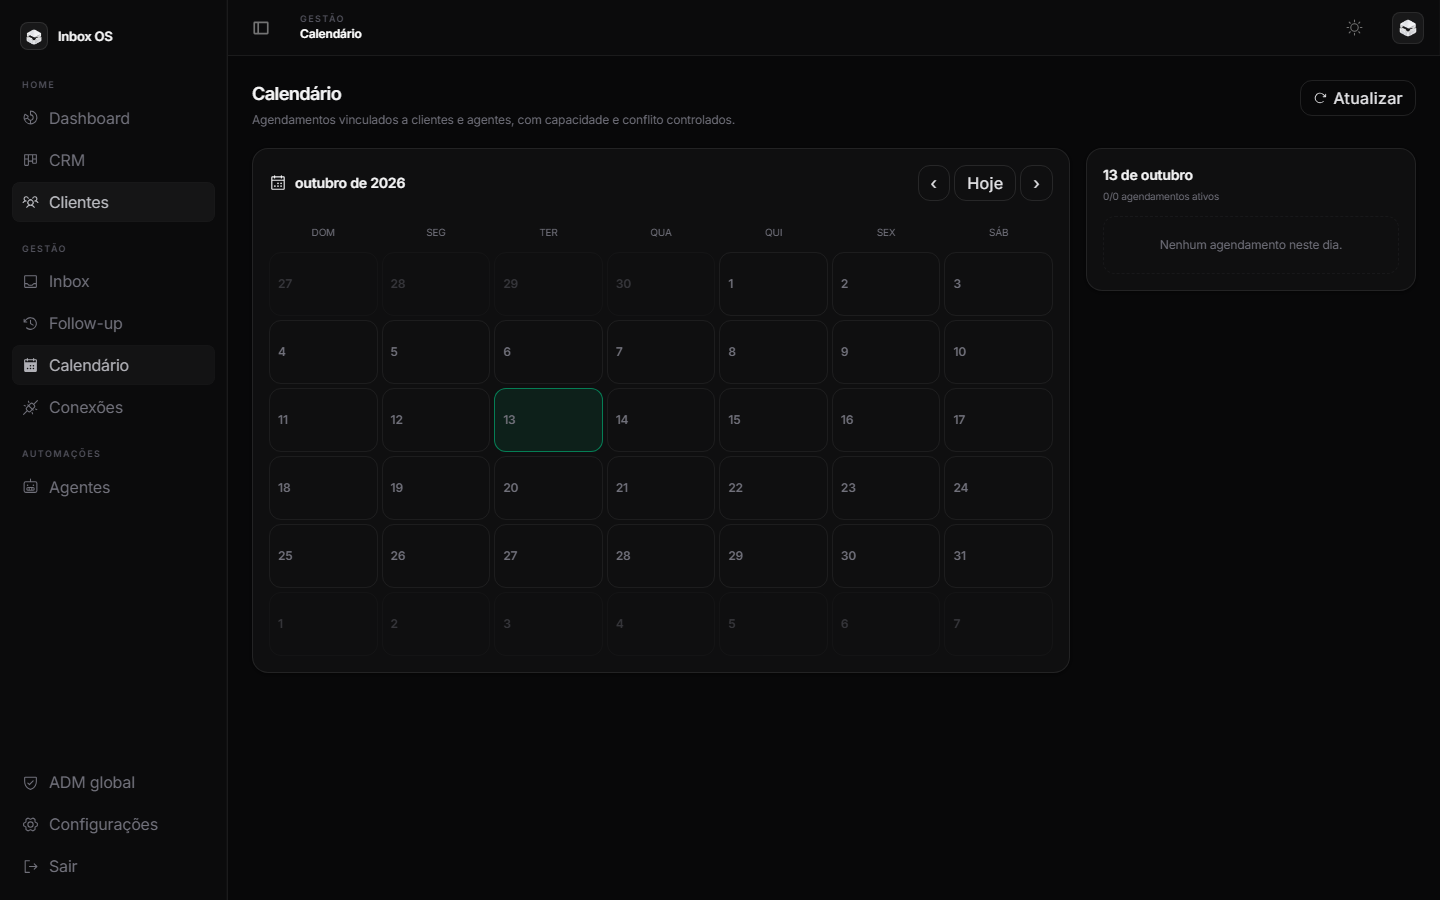 Inbox OS
HOME
Dashboard
CRM
Clientes
GESTÃO
Inbox
Follow-up
Calendário
Conexões
AUTOMAÇÕES
Agentes
ADM global
Configurações
Sair
GESTÃO
Calendário
Calendário
Agendamentos vinculados a clientes e agentes, com capacidade e conflito controlados.
Atualizar
outubro de 2026
‹ Hoje ›
DOM SEG TER QUA QUI SEX SÁB
27 28 29 30 1 2 3
4 5 6 7 8 9 10
11 12 13 14 15 16 17
18 19 20 21 22 23 24
25 26 27 28 29 30 31
1 2 3 4 5 6 7
13 de outubro
0/0 agendamentos ativos
Nenhum agendamento neste dia.